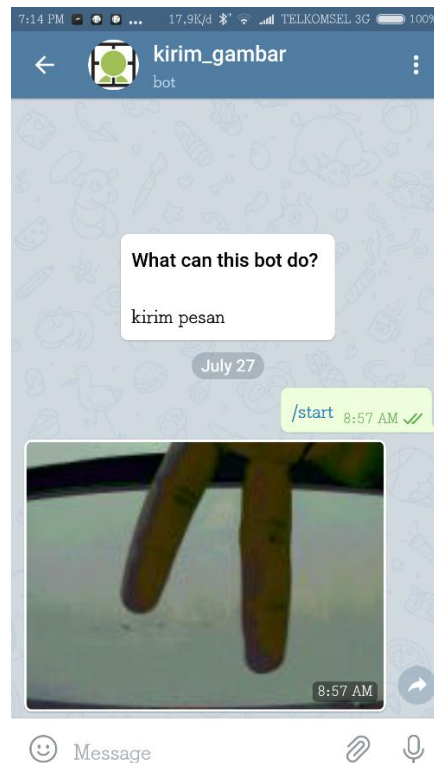 7:14 PM ... 17,9K/d TELKOMSEL 3G 100%
kirim_gambar
bot
What can this bot do?
kirim pesan
July 27
/start 8:57 AM
8:57 AM
Message